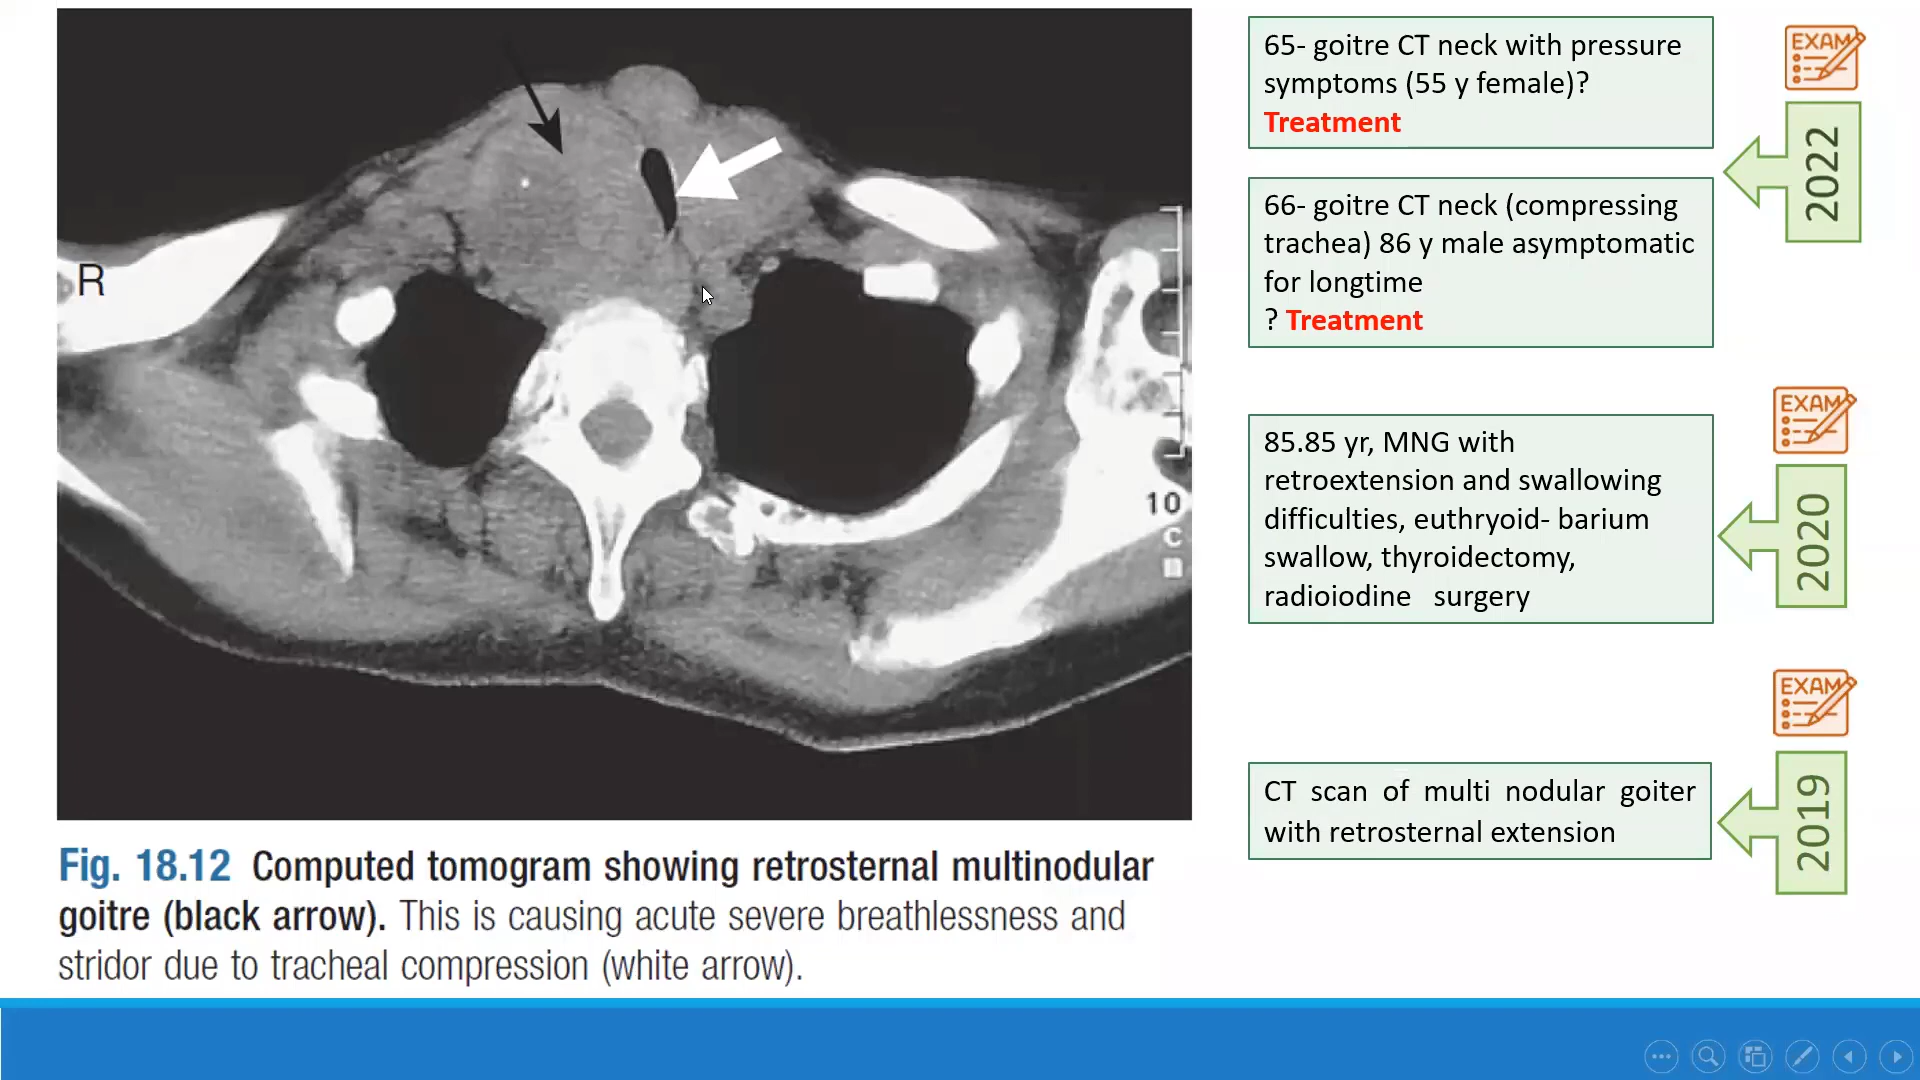 R
10
C
Fig. 18.12 Computed tomogram showing retrosternal multinodular
goitre (black arrow). This is causing acute severe breathlessness and
stridor due to tracheal compression (white arrow).
65- goitre CT neck with pressure
symptoms (55 y female)?
Treatment
66- goitre CT neck (compressing
trachea) 86 y male asymptomatic
for longtime
? Treatment
EXAM
2022
85.85 yr, MNG with
retroextension and swallowing
difficulties, euthryoid- barium
swallow, thyroidectomy,
radioiodine surgery
EXAM
2020
CT scan of multi nodular goiter
with retrosternal extension
EXAM
2019